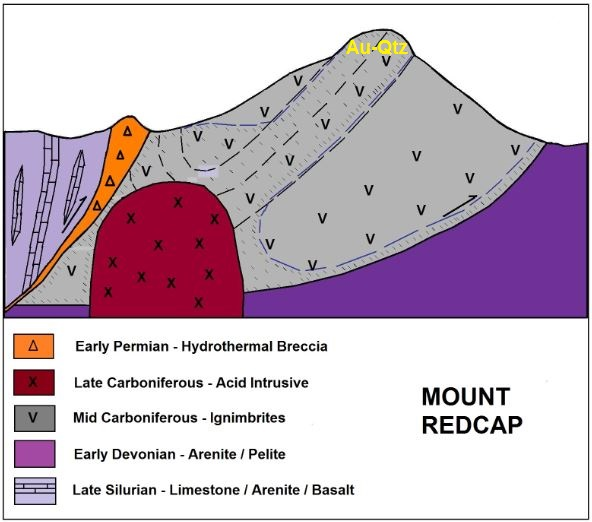 Au-Qtz
Early Permian - Hydrothermal Breccia
Late Carboniferous - Acid Intrusive
Mid Carboniferous - Ignimbrites
Early Devonian - Arenite / Pelite
Late Silurian - Limestone / Arenite / Basalt
MOUNT
REDCAP